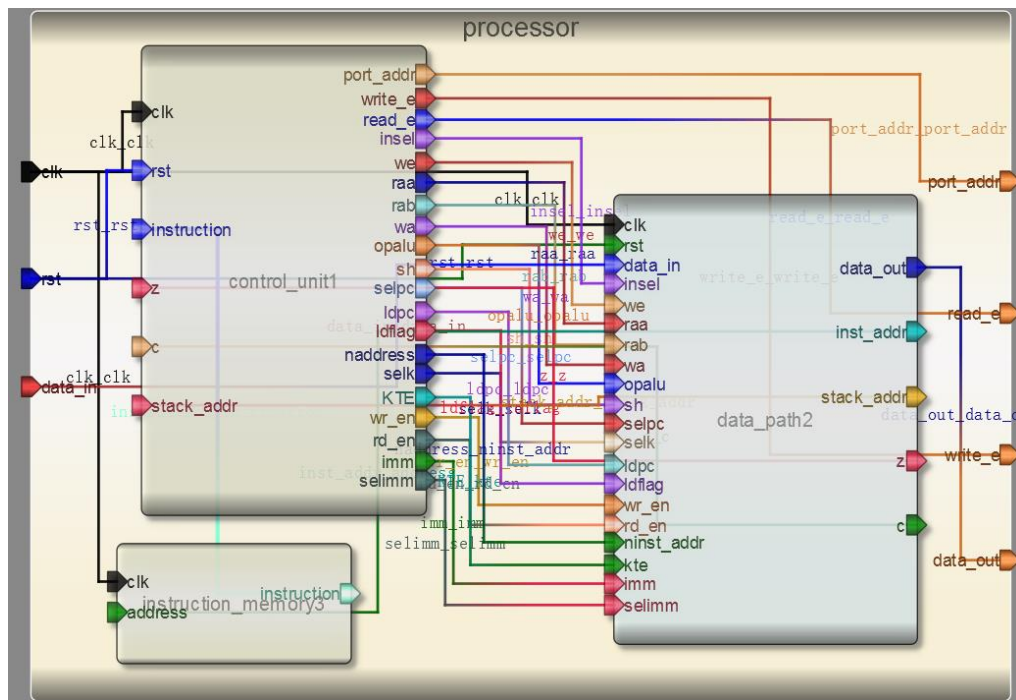 processor
clk
rst
data_in
port_addr
read_e
write_e
data_out
control_unit1
clk
rst
instruction
z
c
stack_addr
port_addr
write_e
read_e
insel
we
raa
rab
wa
opalu
sh
selpc
ldpc
ldflag
naddress
selk
KTE
wr_en
rd_en
imm
selimm
instruction_memory3
clk
address
instruction
data_path2
clk
rst
data_in
insel
we
raa
rab
wa
opalu
sh
selpc
selk
ldpc
ldflag
wr_en
rd_en
ninst_addr
kte
imm
selimm
data_out
inst_addr
stack_addr
z
c
clk_clk
clk_clk
clk_clk
port_addr_port_addr
read_e_read_e
write_e_write_e
insel_insel
we_we
raa_raa
rab_rab
wa_wa
opalu_opalu
selpc_selpc
z_z
ldpc_ldpc
imm_imm
selimm_selimm